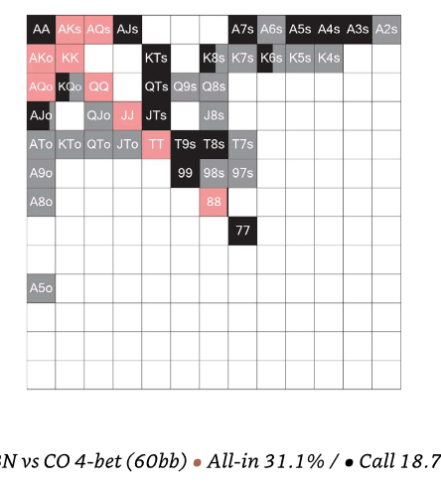 AA AKs AQs AJs A7s A6s A5s A4s A3s A2s
AKo KK KTs K8s K7s K6s K5s K4s
AQo KQo QQ QTs Q9s Q8s
AJo QJo JJ JTs J8s
ATo KTo QTo JTo TT T9s T8s T7s
A9o 99 98s 97s
A8o 88
77
A5o
N vs CO 4-bet (60bb) • All-in 31.1% / • Call 18.7